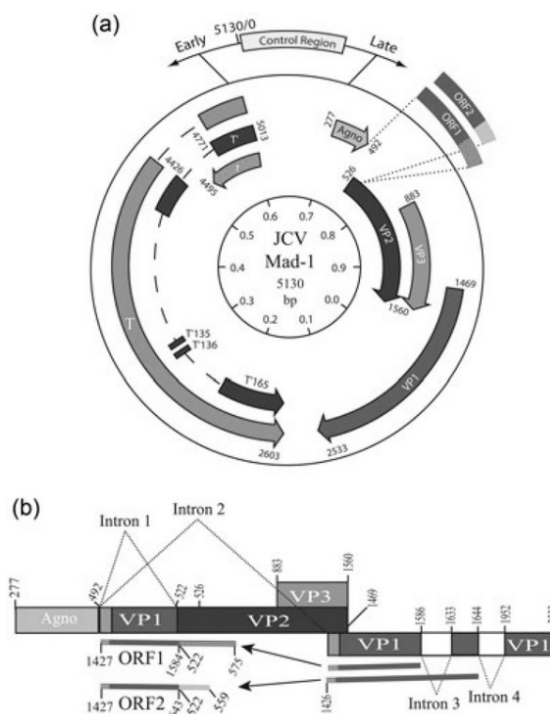 (a)
5130/0
Early
Control Region
Late
ORF2
ORF1
277
Agno
492
5013
T'
4771
t
4495
4426
526
883
VP2
VP3
1560
1469
VP1
2533
0.6
0.7
0.5
0.8
0.4
0.9
0.3
0.0
0.2
0.1
JCV
Mad-1
5130
bp
T
T'135
T'136
T'165
2603
(b)
Intron 1
Intron 2
277
492
522
526
883
1560
1469
1586
1633
1644
1952
Agno
VP1
VP2
VP3
VP1
VP1
1427
ORF1
1584
522
575
1427
ORF2
522
559
1426
Intron 3
Intron 4